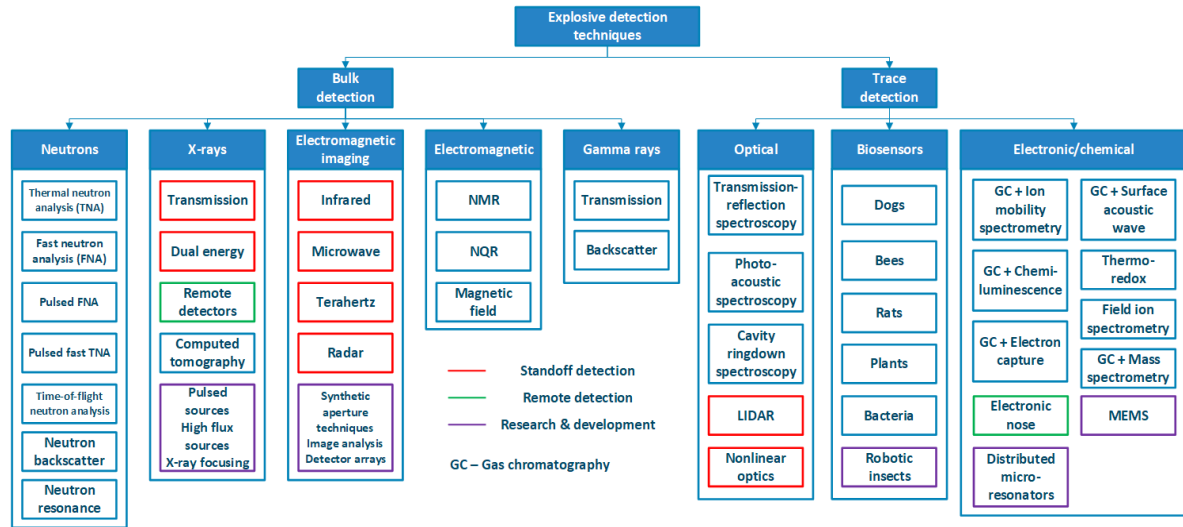 Explosive detection
techniques
Bulk
detection
Trace
detection
Neutrons
Thermal neutron
analysis (TNA)
Fast neutron
analysis (FNA)
Pulsed FNA
Pulsed fast TNA
Time-of-flight
neutron analysis
Neutron
backscatter
Neutron
resonance
X-rays
Transmission
Dual energy
Remote
detectors
Computed
tomography
Pulsed
sources
High flux
sources
X-ray focusing
Electromagnetic
imaging
Infrared
Microwave
Terahertz
Radar
Synthetic
aperture
techniques
Image analysis
Detector arrays
Electromagnetic
NMR
NQR
Magnetic
field
Gamma rays
Transmission
Backscatter
Standoff detection
Remote detection
Research & development
GC – Gas chromatography
Optical
Transmission-
reflection
spectroscopy
Photo-
acoustic
spectroscopy
Cavity
ringdown
spectroscopy
LIDAR
Nonlinear
optics
Biosensors
Dogs
Bees
Rats
Plants
Bacteria
Robotic
insects
Electronic/chemical
GC + Ion
mobility
spectrometry
GC + Chemi-
luminescence
GC + Electron
capture
Electronic
nose
Distributed
micro-
resonators
GC + Surface
acoustic
wave
Thermo-
redox
Field ion
spectrometry
GC + Mass
spectrometry
MEMS